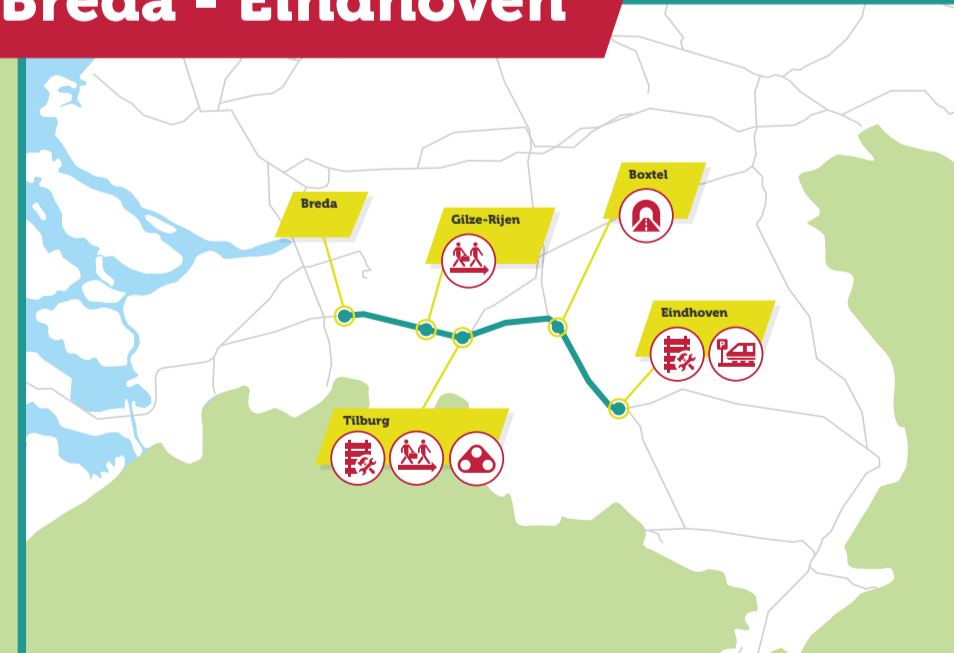 Breda - Eindhoven
Boxtel
Breda
Gilze-Rijen
Eindhoven
P
Tilburg